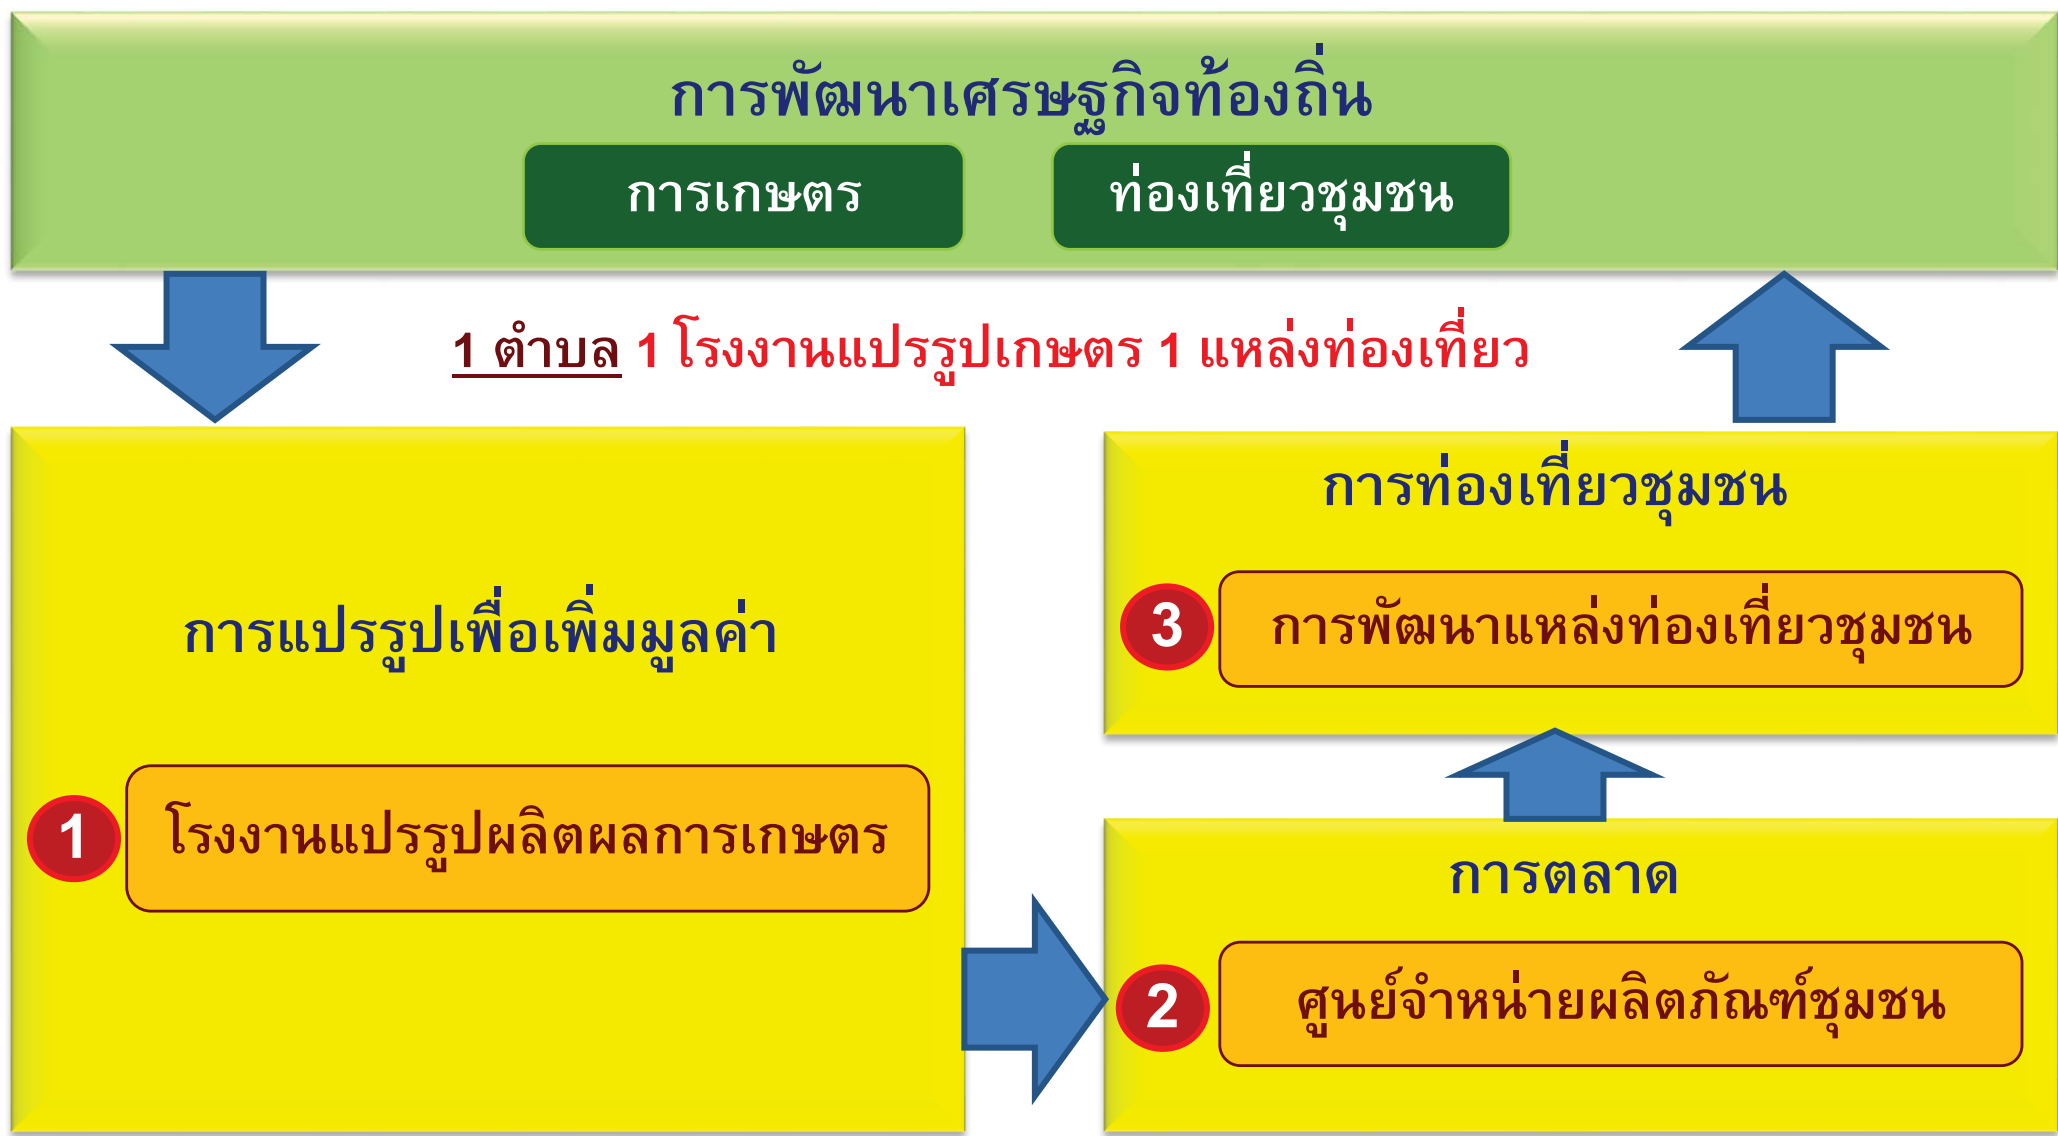 การพัฒนาเศรษฐกิจท้องถิ่น
การเกษตร
ท่องเที่ยวชุมชน
1 ตำบล 1 โรงงานแปรรูปเกษตร 1 แหล่งท่องเที่ยว
การแปรรูปเพื่อเพิ่มมูลค่า
1
โรงงานแปรรูปผลิตผลการเกษตร
การตลาด
2
ศูนย์จำหน่ายผลิตภัณฑ์ชุมชน
การท่องเที่ยวชุมชน
3
การพัฒนาแหล่งท่องเที่ยวชุมชน